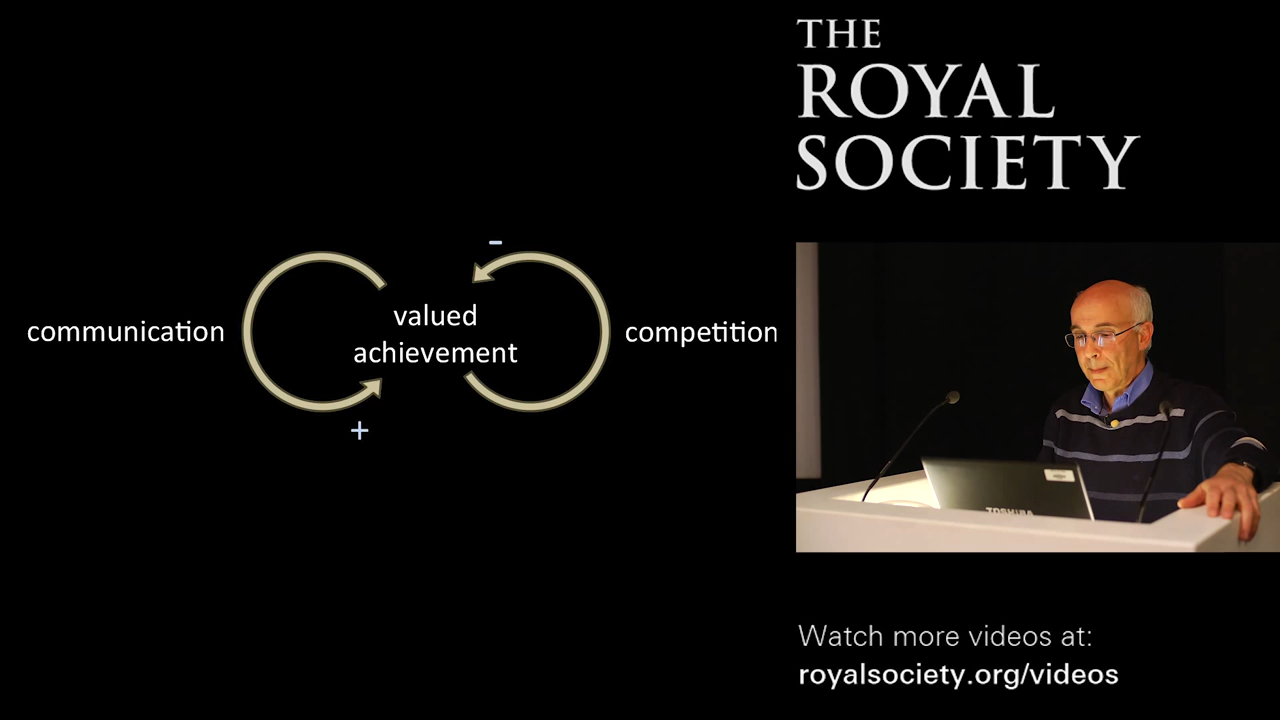 THE
ROYAL
SOCIETY
-
communication
valued
achievement
competition
+
TOSHIBA
Watch more videos at:
royalsociety.org/videos